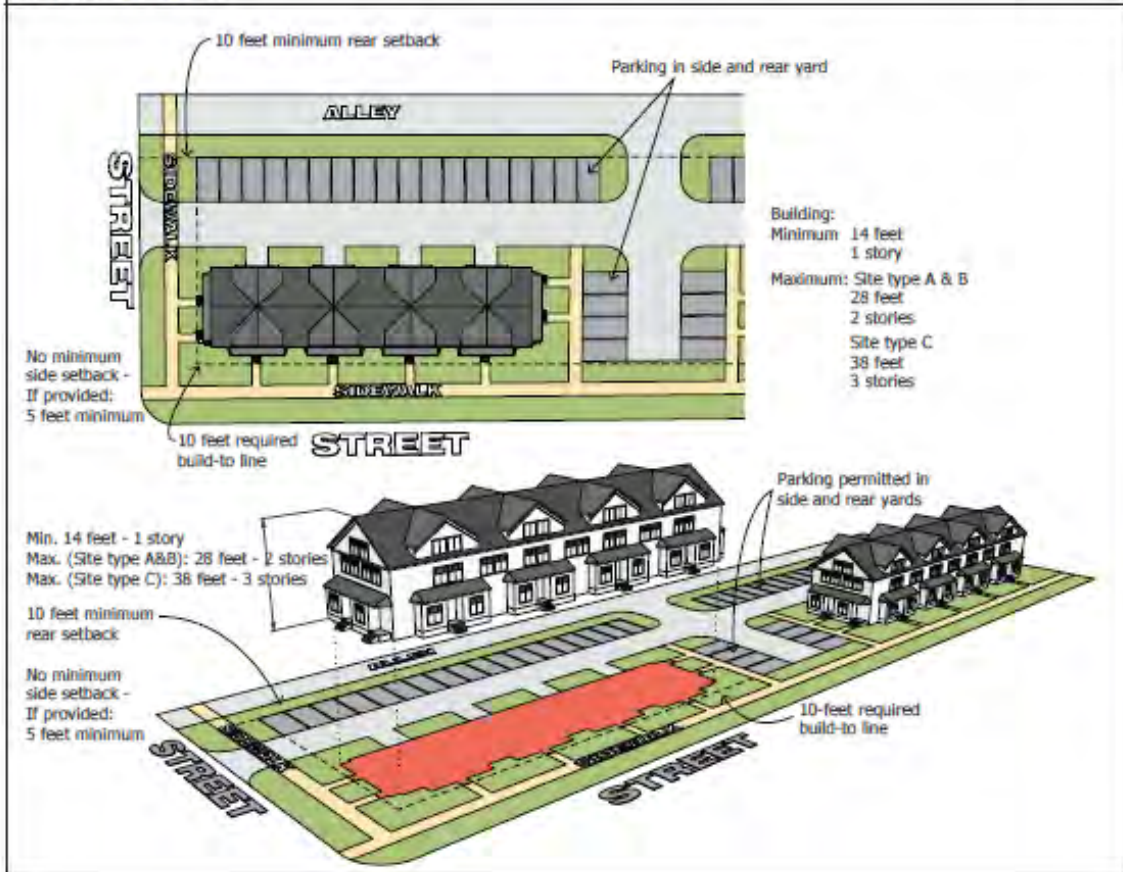 10 feet minimum rear setback
Parking in side and rear yard
ALLEY
STREET
SIDEWALK
Building:
Minimum 14 feet
1 story
Maximum: Site type A & B
28 feet
2 stories
Site type C
38 feet
3 stories
No minimum
side setback -
If provided:
5 feet minimum
SIDEWALK
10 feet required
build-to line
STREET
Parking permitted in
side and rear yards
Min. 14 feet - 1 story
Max. (Site type A&B): 28 feet - 2 stories
Max. (Site type C): 38 feet - 3 stories
10 feet minimum
rear setback
ALLEY
No minimum
side setback -
If provided:
5 feet minimum
10-feet required
build-to line
SIDEWALK
SIDEWALK
STREET
STREET